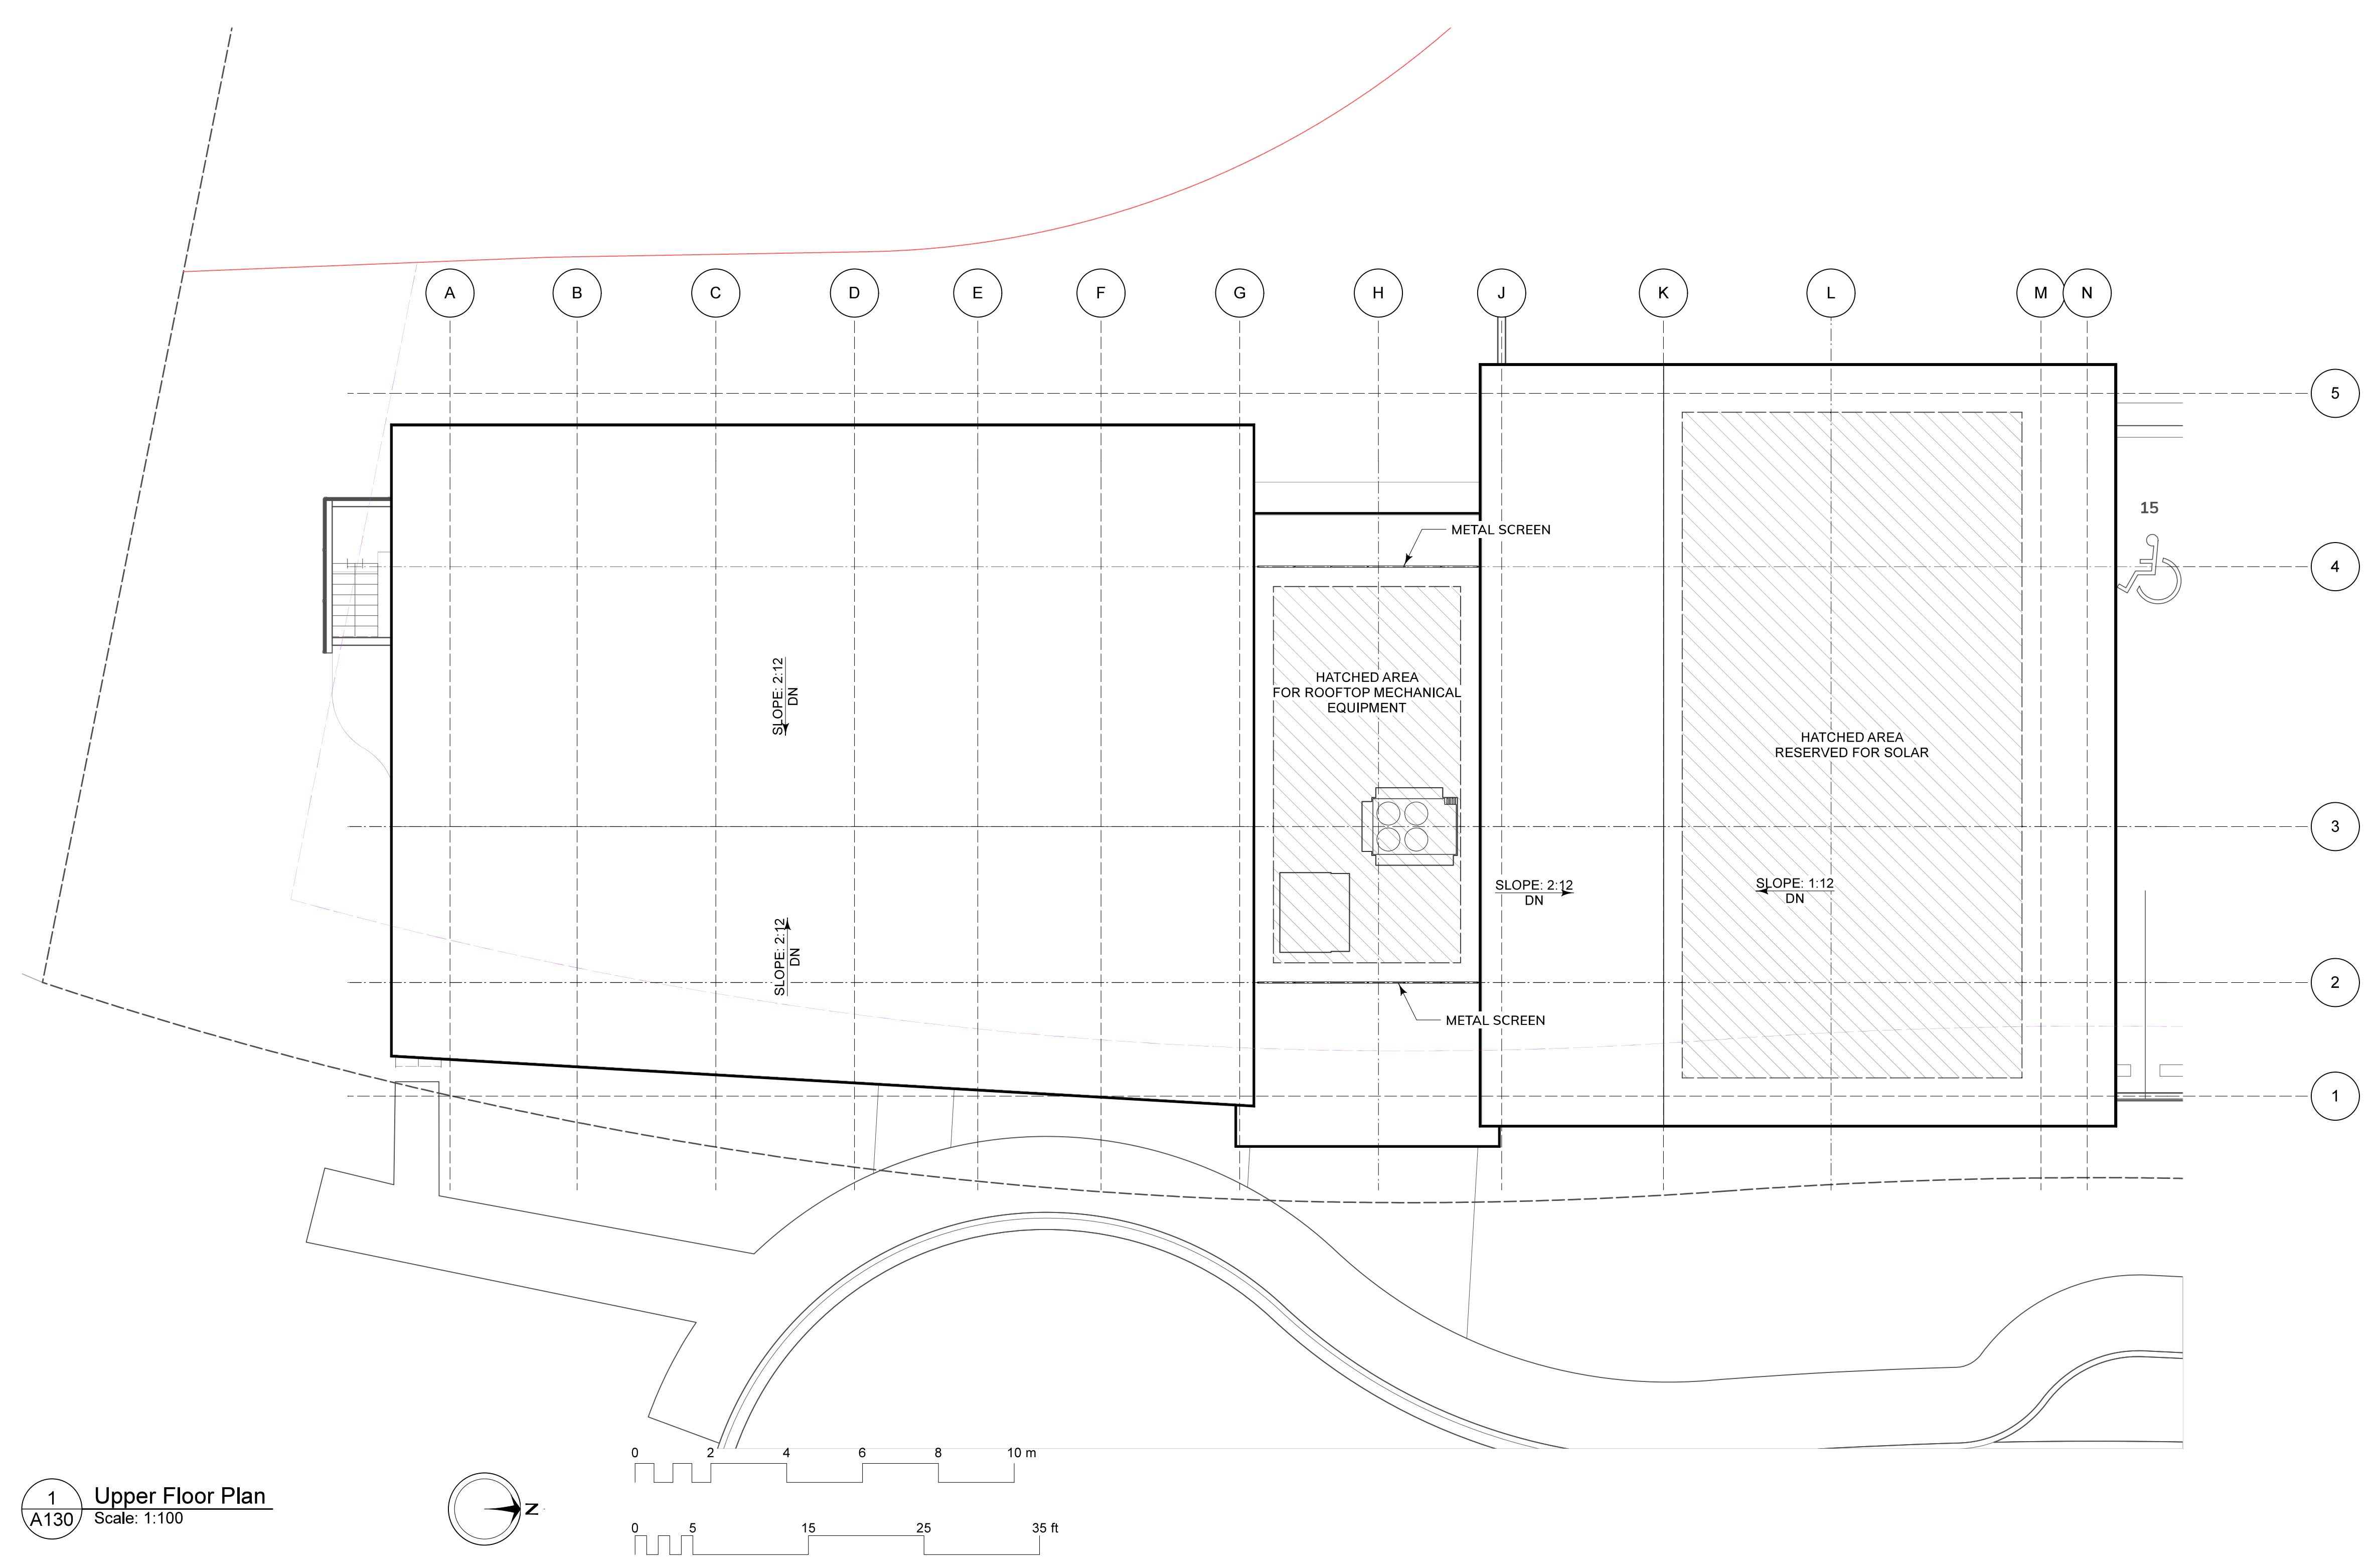 A B C D E F G H J K L M N
5
15
METAL SCREEN
4
SLOPE: 2:12
DN
HATCHED AREA
FOR ROOFTOP MECHANICAL
EQUIPMENT
HATCHED AREA
RESERVED FOR SOLAR
3
SLOPE: 2:12
DN
SLOPE: 1:12
DN
SLOPE: 2:12
DN
2
METAL SCREEN
1
0 2 4 6 8 10 m
1
A130
Upper Floor Plan
Scale: 1:100
N
0 5 15 25 35 ft